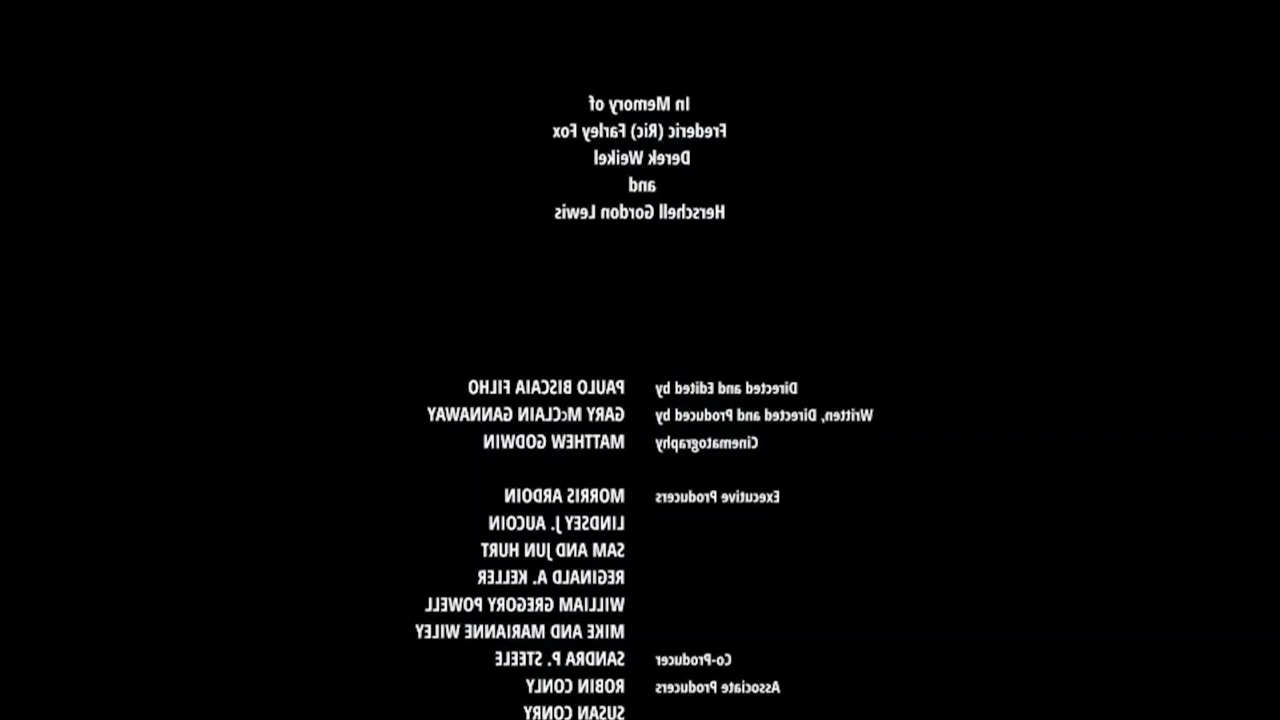 In Memory of
Frederic (Ric) Farley Fox
Derek Weikel
and
Herschell Gordon Lewis
Directed and Edited by PAULO BISCAIA FILHO
Written, Directed and Produced by GARY McCLAIN GANNAWAY
Cinematography MATTHEW GODWIN
Executive Producers MORRIS ARDOIN
LINDSEY J. AUCOIN
SAM AND JUN HURT
REGINALD A. KELLER
WILLIAM GREGORY POWELL
MIKE AND MARIANNE WILEY
Co-Producer SANDRA P. STEELE
Associate Producers ROBIN CONLY
SUSAN CONRY